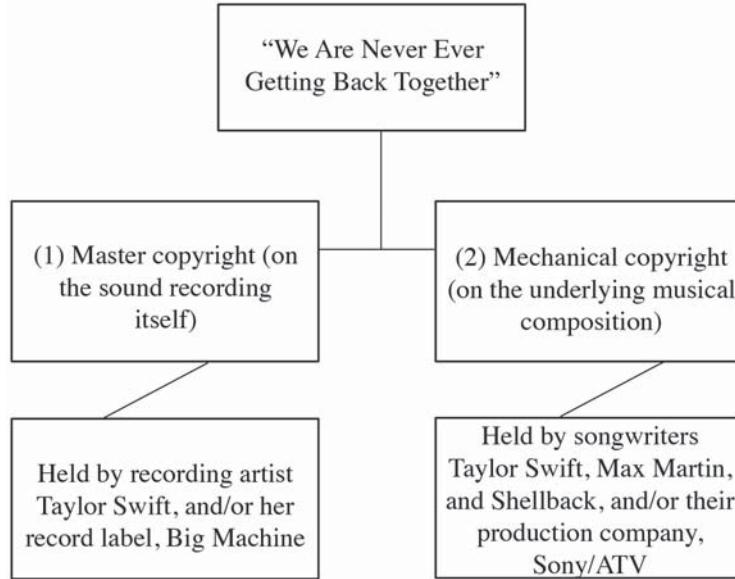 “We Are Never Ever
Getting Back Together”
(1) Master copyright (on
the sound recording
itself)
(2) Mechanical copyright
(on the underlying musical
composition)
Held by recording artist
Taylor Swift, and/or her
record label, Big Machine
Held by songwriters
Taylor Swift, Max Martin,
and Shellback, and/or their
production company,
Sony/ATV